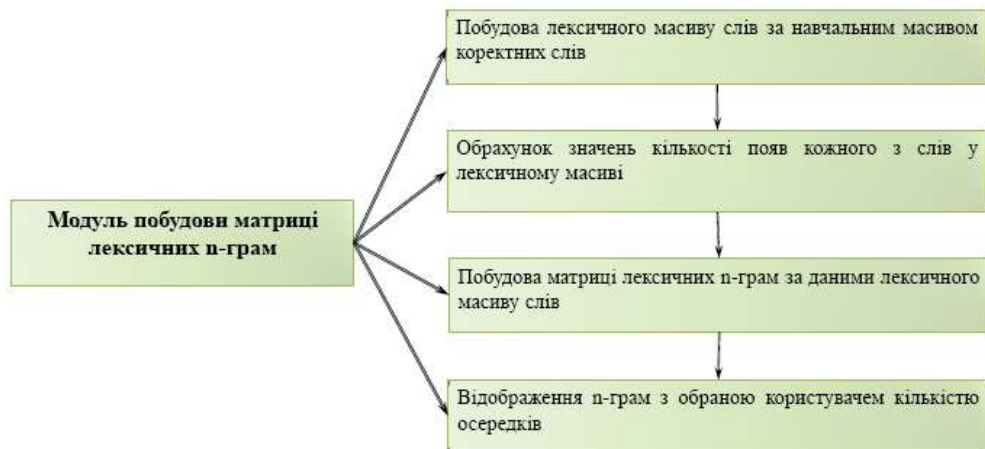 Побудова лексичного масиву слів за навчальним масивом
коректних слів
Обрахунок значень кількості появ кожного з слів у
лексичному масиві
Модуль побудови матриці
лексичних n-грам
Побудова матриці лексичних n-грам за даними лексичного
масиву слів
Відображення n-грам з обраною користувачем кількістю
осередків